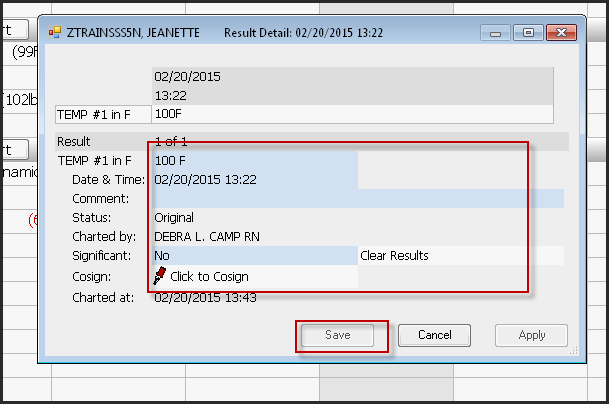 ZTRAINSSS5N, JEANETTE Result Detail: 02/20/2015 13:22
02/20/2015
13:22
TEMP #1 in F 100F
Result 1 of 1
TEMP #1 in F 100 F
Date & Time: 02/20/2015 13:22
Comment:
Status: Original
Charted by: DEBRA L. CAMP RN
Significant: No Clear Results
Cosign: Click to Cosign
Charted at: 02/20/2015 13:43
Save Cancel Apply
rt
(99F
(102lb
rt
namic
(6